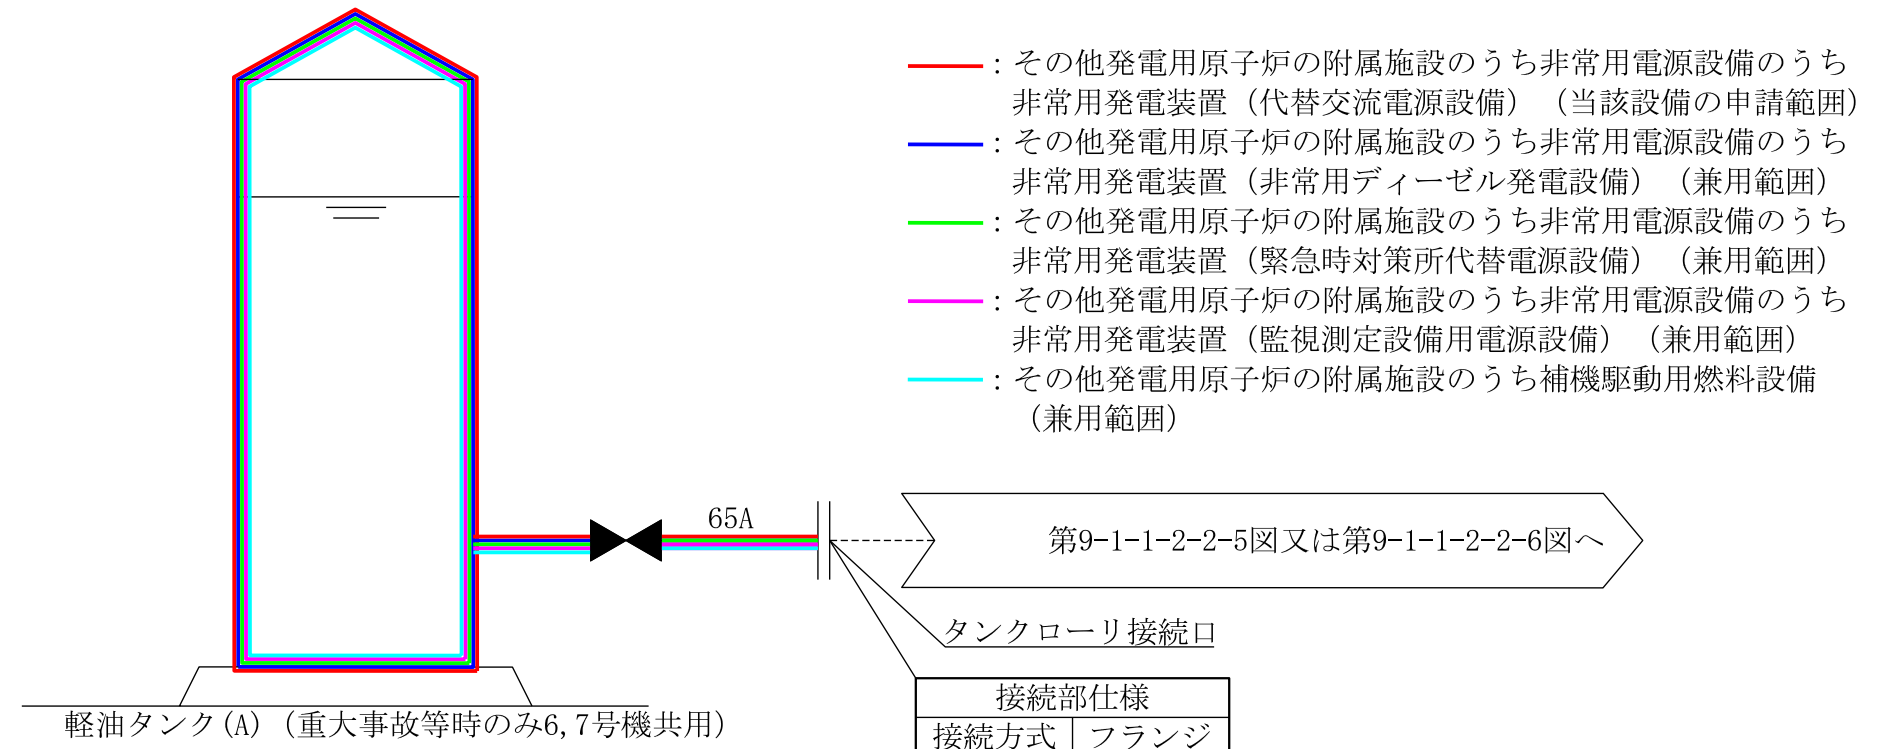 ：その他発電用原子炉の附属施設のうち非常用電源設備のうち
非常用発電装置（代替交流電源設備）（当該設備の申請範囲）
：その他発電用原子炉の附属施設のうち非常用電源設備のうち
非常用発電装置（非常用ディーゼル発電設備）（兼用範囲）
：その他発電用原子炉の附属施設のうち非常用電源設備のうち
非常用発電装置（緊急時対策所代替電源設備）（兼用範囲）
：その他発電用原子炉の附属施設のうち非常用電源設備のうち
非常用発電装置（監視測定設備用電源設備）（兼用範囲）
：その他発電用原子炉の附属施設のうち補機駆動用燃料設備
（兼用範囲）
65A
第9-1-1-2-2-5図又は第9-1-1-2-2-6図へ
タンクローリ接続口
接続部仕様
接続方式 フランジ
軽油タンク(A)（重大事故等時のみ6,7号機共用）